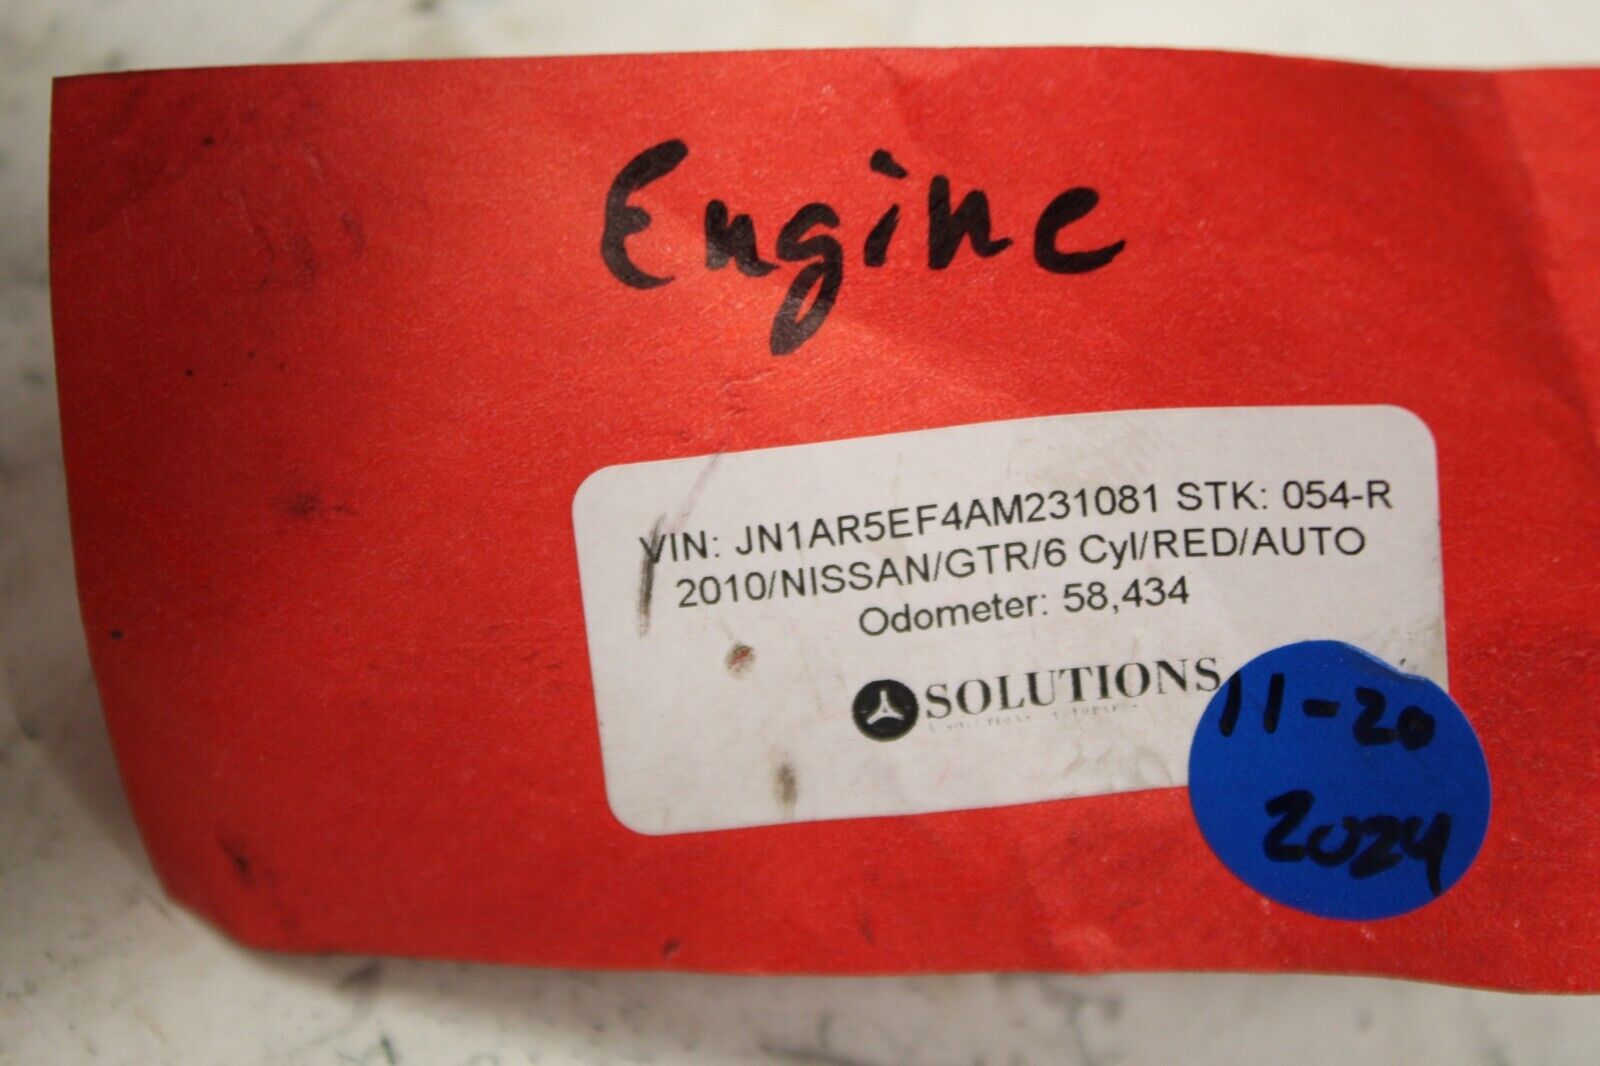 Engine
VIN: JN1AR5EF4AM231081 STK: 054-R
2010/NISSAN/GTR/6 Cyl/RED/AUTO
Odometer: 58,434
SOLUTIONS
11-20
2024